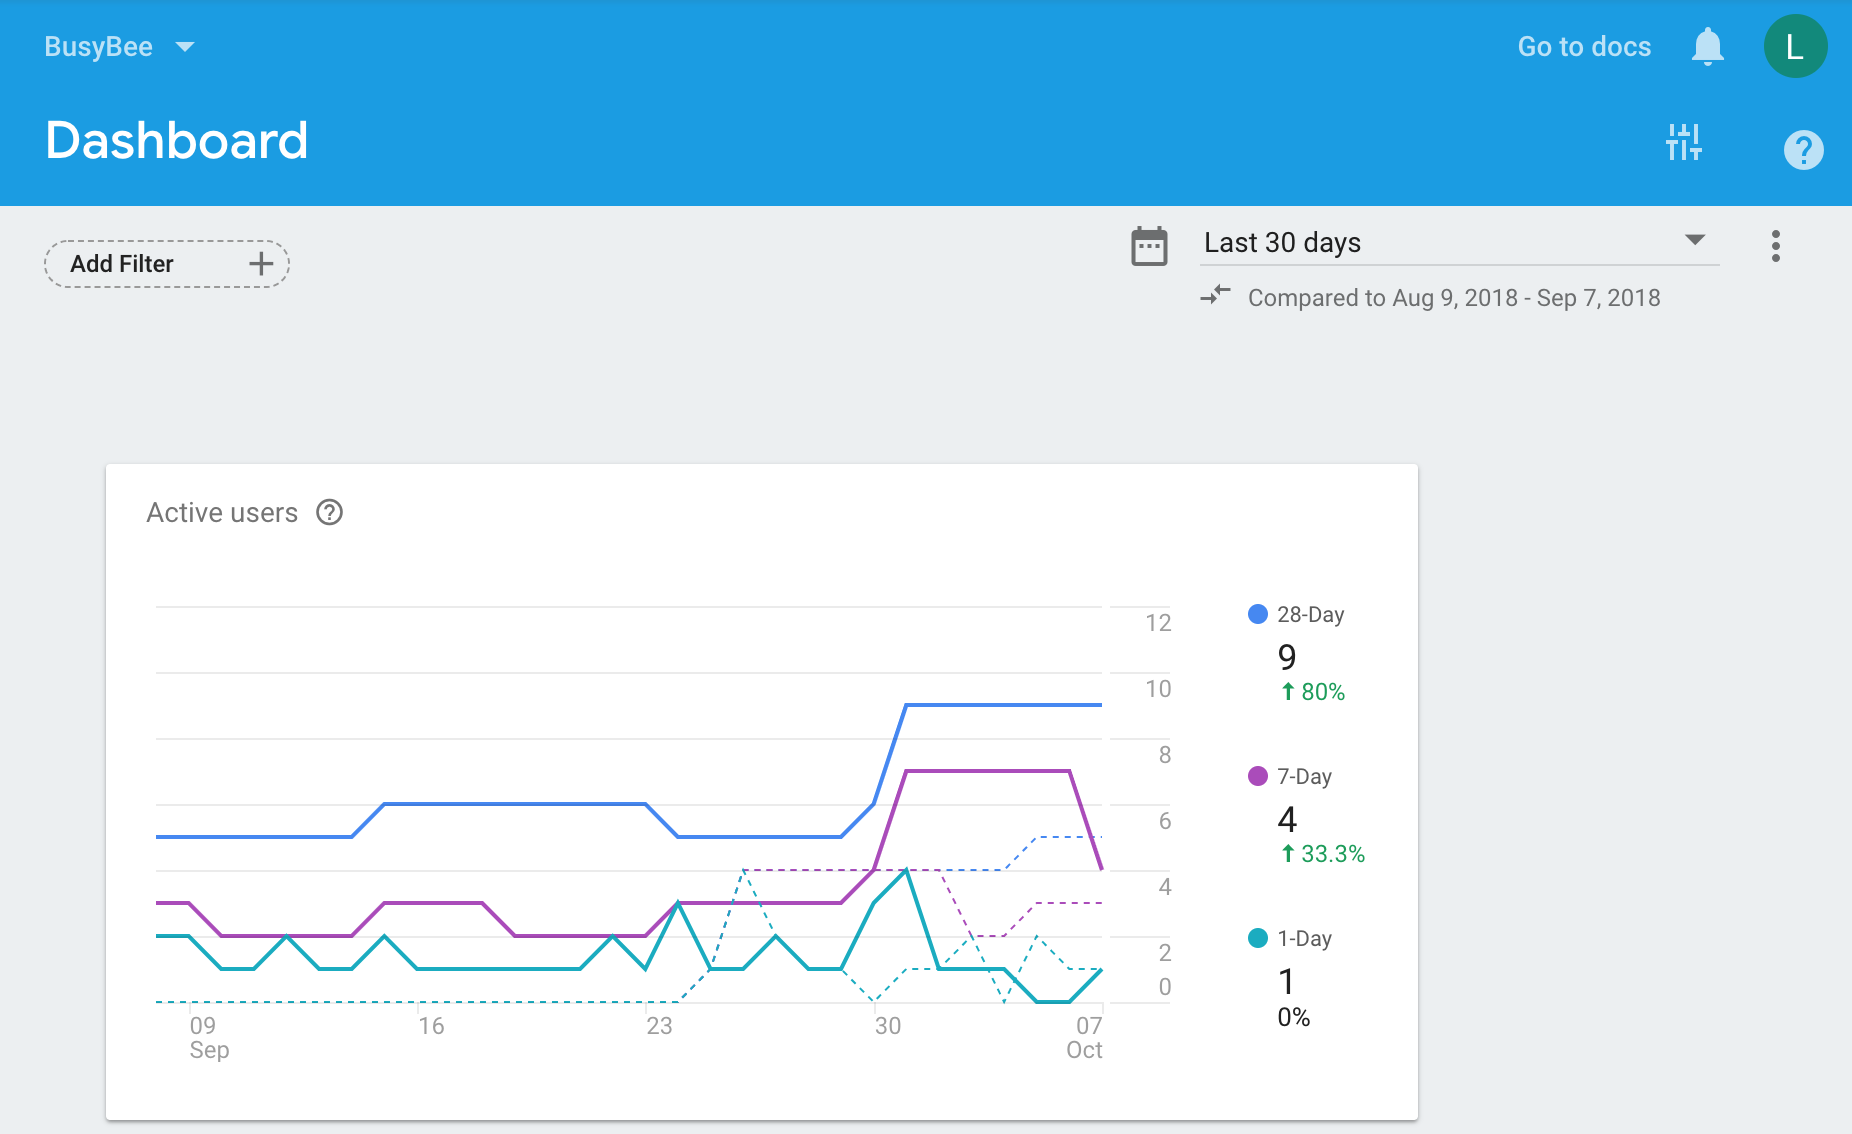 BusyBee
Go to docs
L
Dashboard
Add Filter
Last 30 days
Compared to Aug 9, 2018 - Sep 7, 2018
Active users
12
10
8
6
4
2
0
09
Sep
16
23
30
07
Oct
28-Day
9
80%
7-Day
4
33.3%
1-Day
1
0%